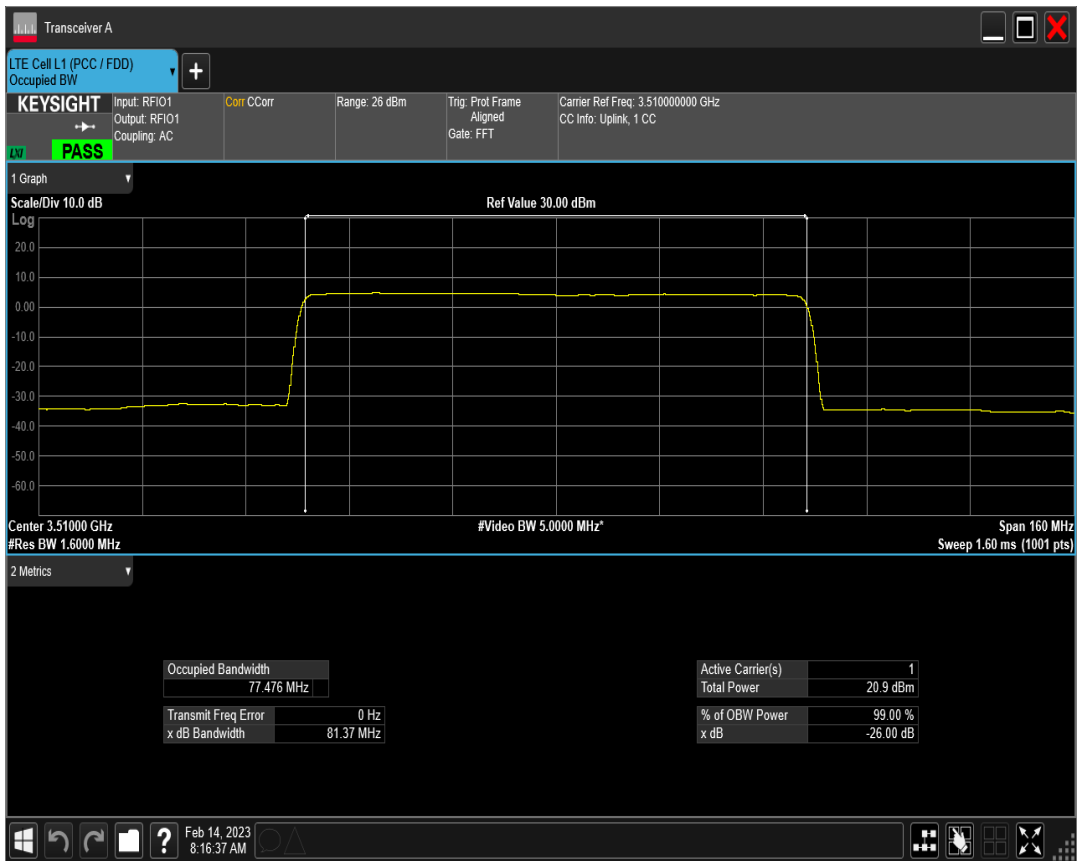 Transceiver A
LTE Cell L1 (PCC / FDD)
Occupied BW
+
KEYSIGHT
LXI
PASS
Input: RFIO1
Output: RFIO1
Coupling: AC
Corr CCorr
Range: 26 dBm
Trig: Prot Frame
Aligned
Gate: FFT
Carrier Ref Freq: 3.510000000 GHz
CC Info: Uplink, 1 CC
1 Graph
Scale/Div 10.0 dB
Ref Value 30.00 dBm
Log
20.0
10.0
0.00
-10.0
-20.0
-30.0
-40.0
-50.0
-60.0
Center 3.51000 GHz
#Video BW 5.0000 MHz*
Span 160 MHz
#Res BW 1.6000 MHz
Sweep 1.60 ms (1001 pts)
2 Metrics
Occupied Bandwidth
77.476 MHz
Transmit Freq Error 0 Hz
x dB Bandwidth 81.37 MHz
Active Carrier(s) 1
Total Power 20.9 dBm
% of OBW Power 99.00 %
x dB -26.00 dB
?
Feb 14, 2023
8:16:37 AM